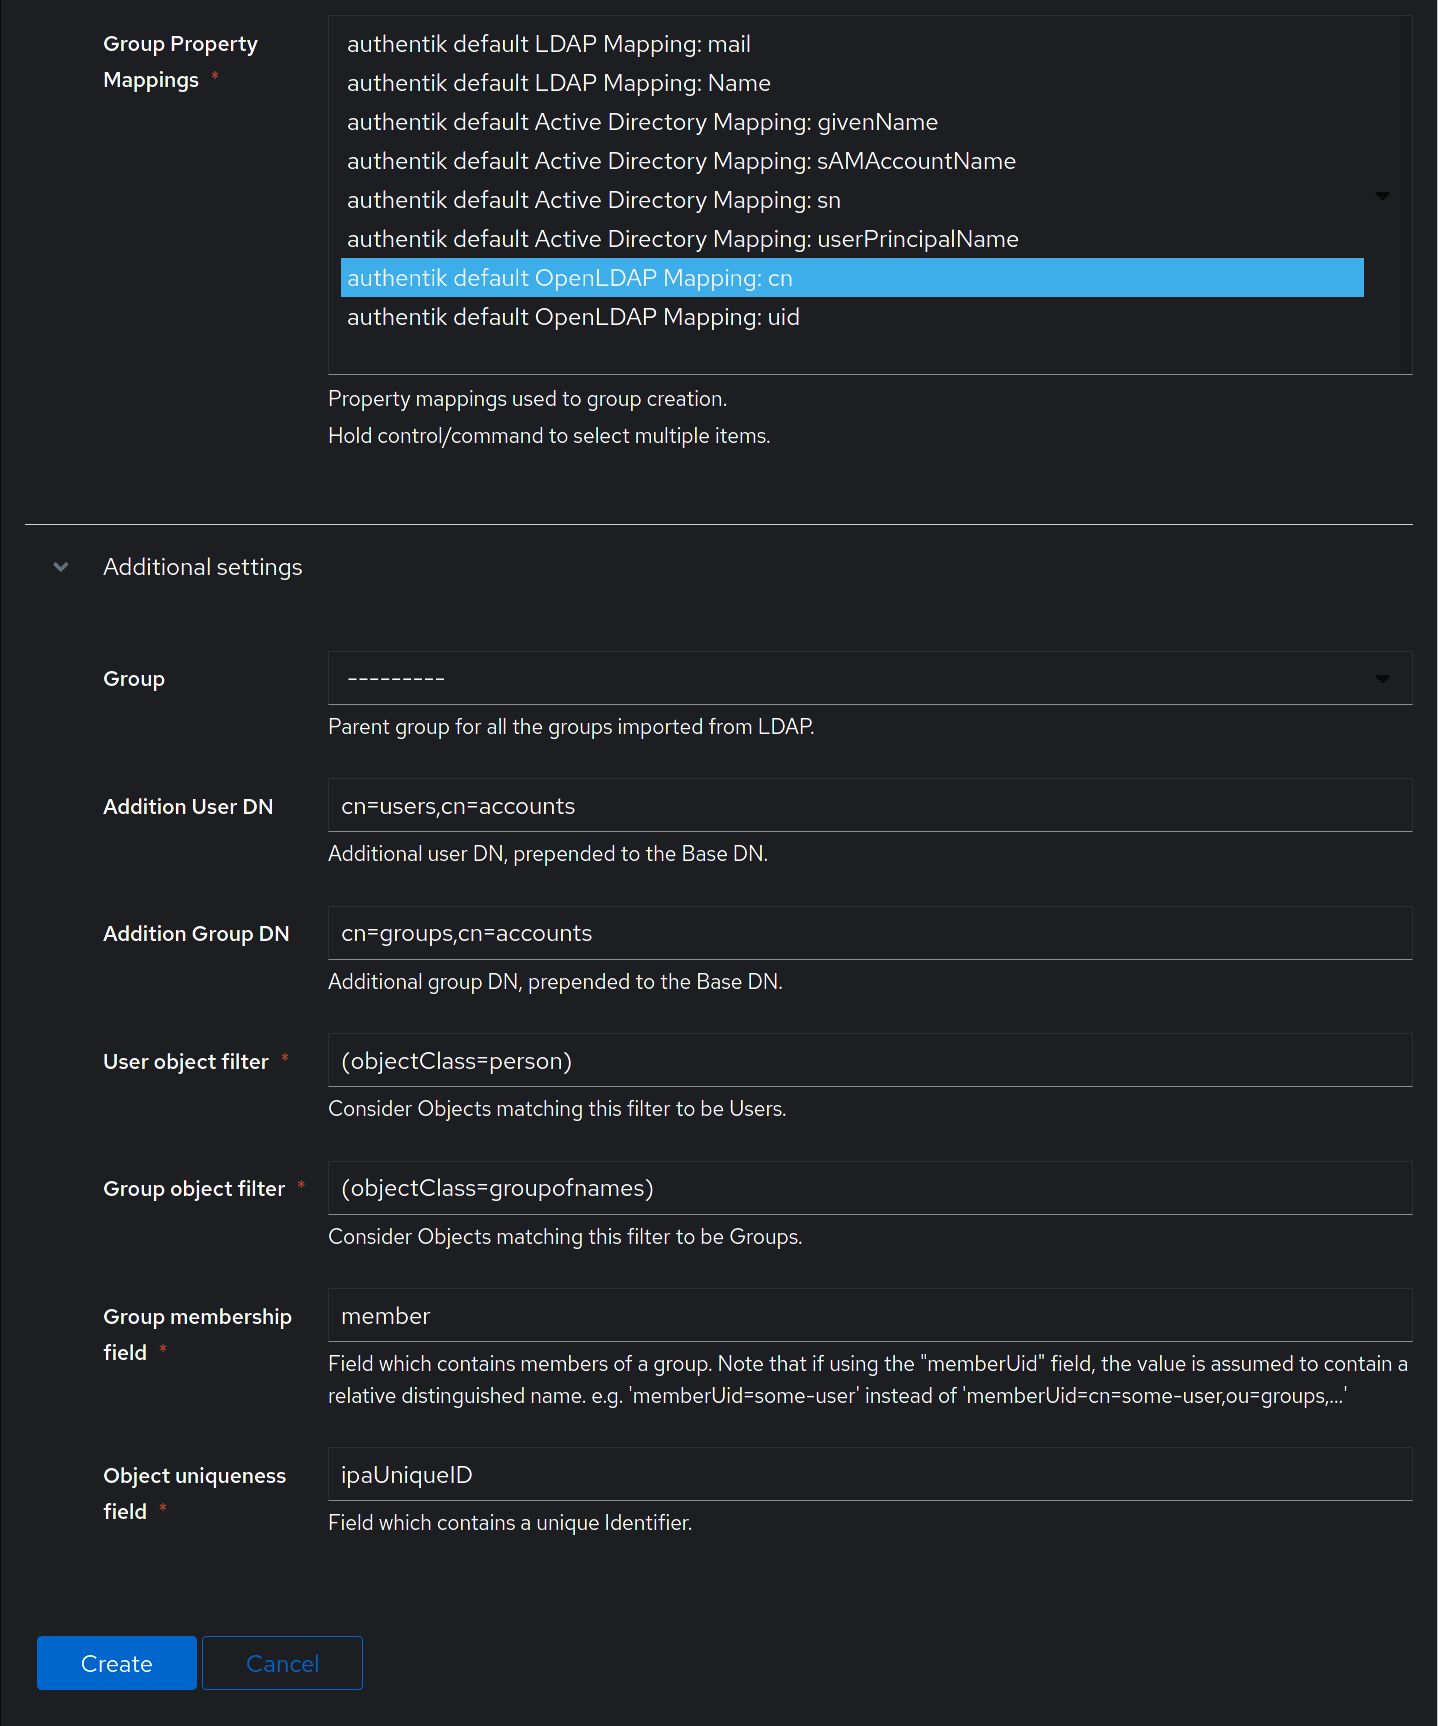 Group Property
Mappings *
authentik default LDAP Mapping: mail
authentik default LDAP Mapping: Name
authentik default Active Directory Mapping: givenName
authentik default Active Directory Mapping: sAMAccountName
authentik default Active Directory Mapping: sn
authentik default Active Directory Mapping: userPrincipalName
authentik default OpenLDAP Mapping: cn
authentik default OpenLDAP Mapping: uid
Property mappings used to group creation.
Hold control/command to select multiple items.
Additional settings
Group
---------
Parent group for all the groups imported from LDAP.
Addition User DN
cn=users,cn=accounts
Additional user DN, prepended to the Base DN.
Addition Group DN
cn=groups,cn=accounts
Additional group DN, prepended to the Base DN.
User object filter *
(objectClass=person)
Consider Objects matching this filter to be Users.
Group object filter *
(objectClass=groupofnames)
Consider Objects matching this filter to be Groups.
Group membership
field *
member
Field which contains members of a group. Note that if using the "memberUid" field, the value is assumed to contain a
relative distinguished name. e.g. 'memberUid=some-user' instead of 'memberUid=cn=some-user,ou=groups,...'
Object uniqueness
field *
ipaUniqueID
Field which contains a unique Identifier.
Create
Cancel